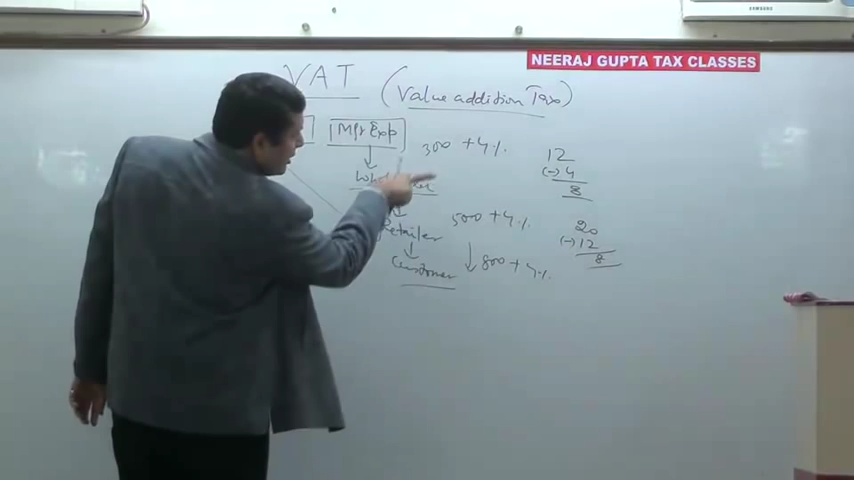 SAMSUNG
NEERAJ GUPTA TAX CLASSES
VAT (Value addition Tax)
Mfr Exp
300 + 4%
12
(-) 4
8
Retailer
500 + 4%
20
(-) 12
8
Customer
800 + 4%